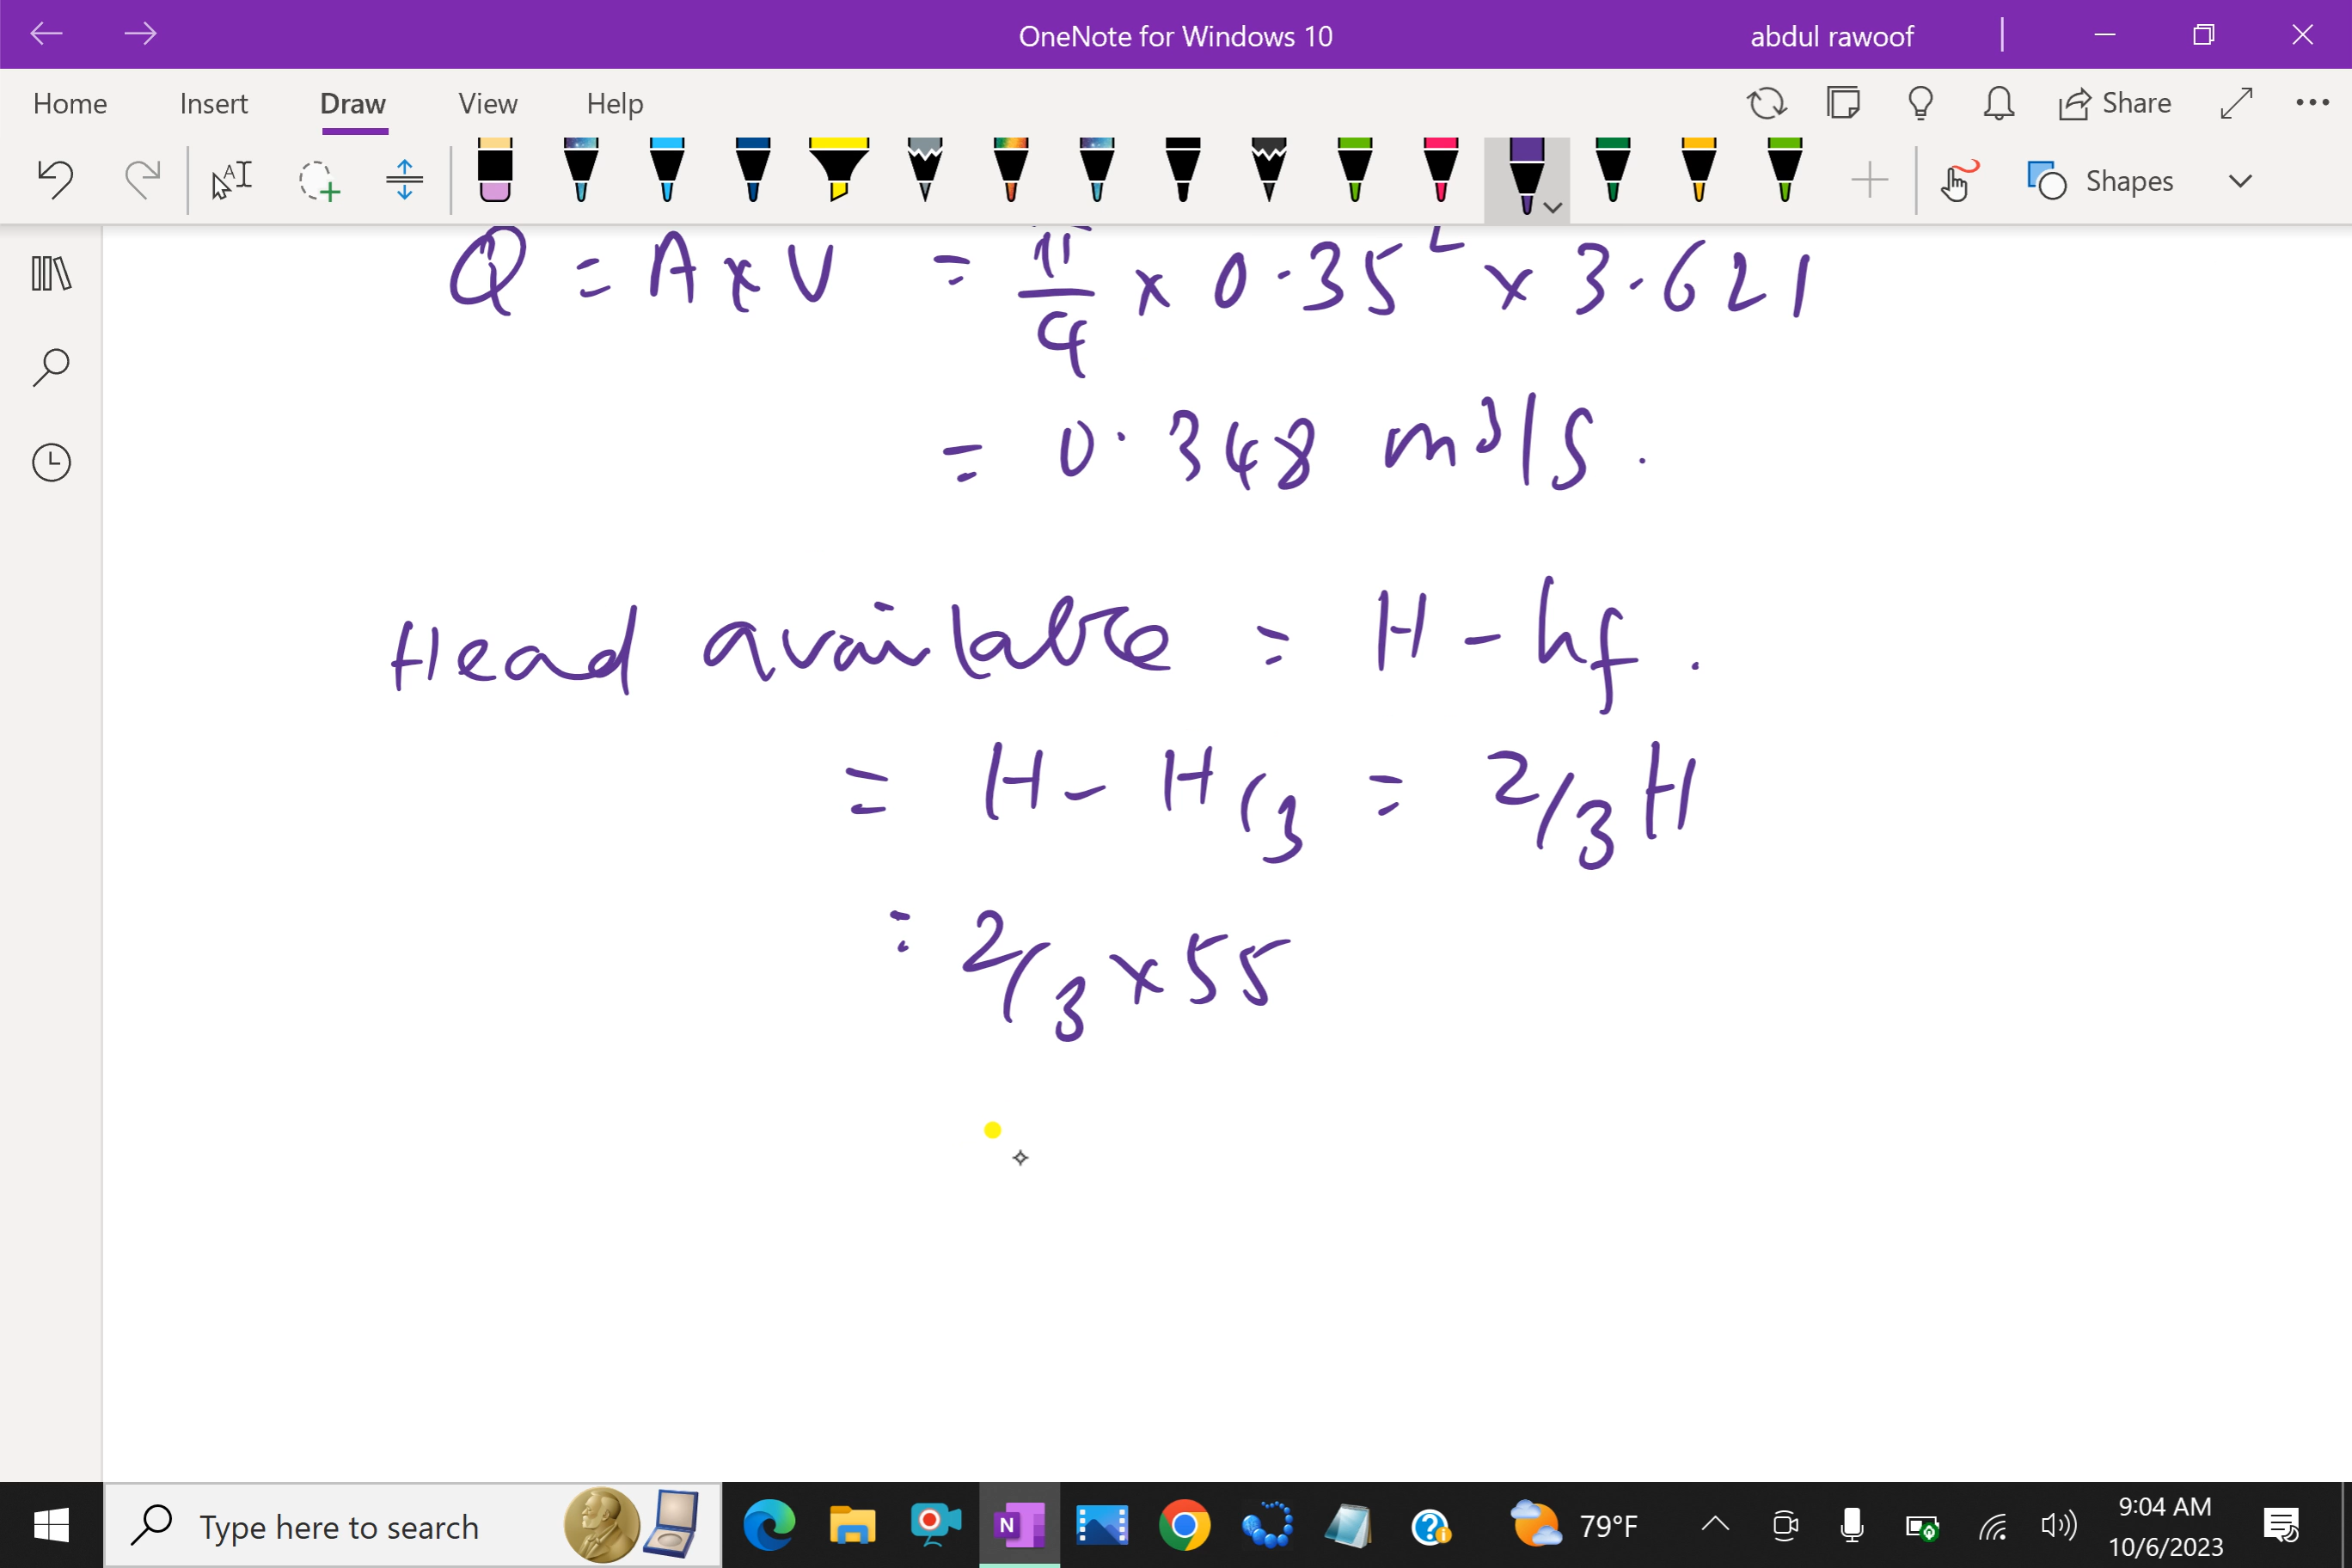 OneNote for Windows 10
abdul rawoof
Home Insert Draw View Help
Share
Shapes
Q = A x V = π/4 x 0.35² x 3.621
= 0.348 m3/s.
Head available = H - hf.
= H - H/3 = 2/3 H
= 2/3 x 55
Type here to search
79°F
9:04 AM
10/6/2023